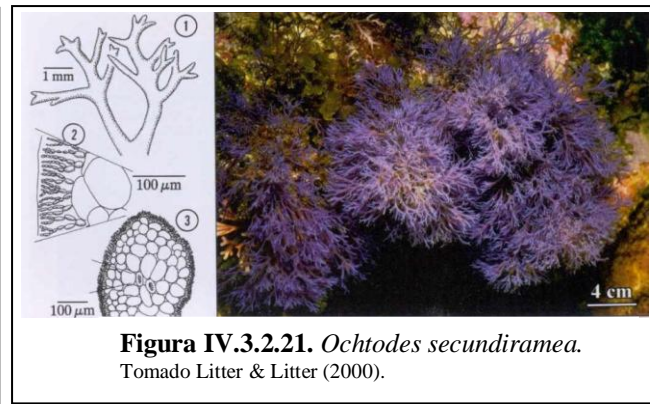 1
1 mm
2
100 µm
3
100 µm
4 cm
Figura IV.3.2.21. Ochtodes secundiramea.
Tomado Litter & Litter (2000).